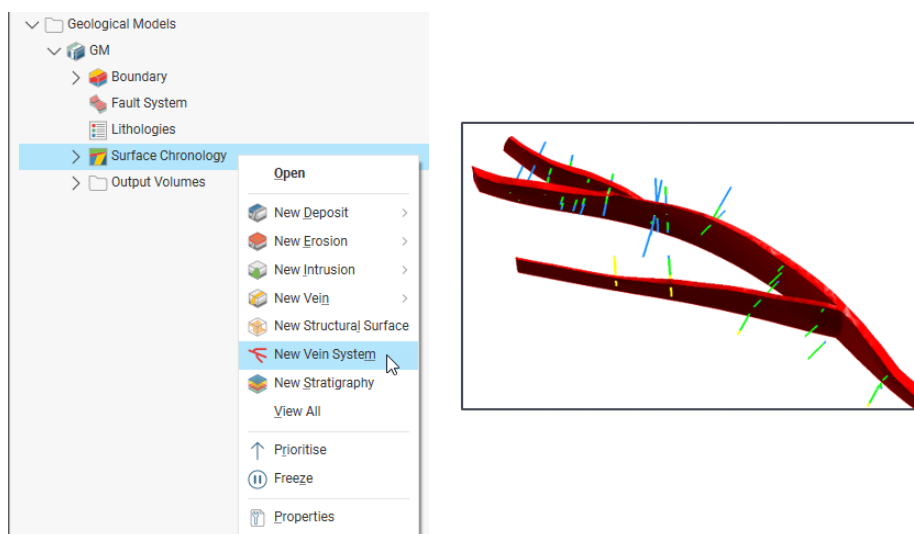 Geological Models
GM
Boundary
Fault System
Lithologies
Surface Chronology
Output Volumes
Open
New Deposit
New Erosion
New Intrusion
New Vein
New Structural Surface
New Vein System
New Stratigraphy
View All
Prioritise
Freeze
Properties